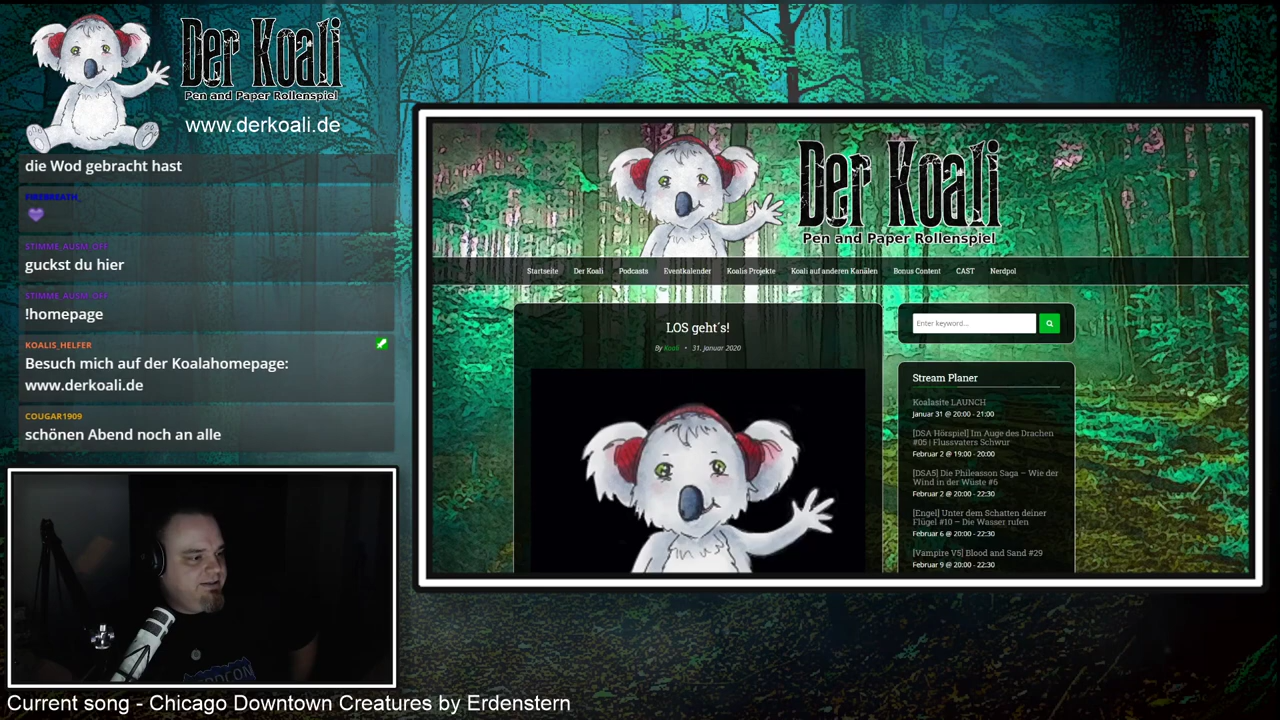 Der Koali
Pen and Paper Rollenspiel
www.derkoali.de
die Wod gebracht hast
FIREBREATH_
STIMME_AUSM_OFF
guckst du hier
STIMME_AUSM_OFF
!homepage
KOALIS_HELFER
Besuch mich auf der Koalahomepage:
www.derkoali.de
COUGAR1909
schönen Abend noch an alle
Current song - Chicago Downtown Creatures by Erdenstern
Der Koali
Pen and Paper Rollenspiel
Startseite Der Koali Podcasts Eventkalender Koalis Projekte Koali auf anderen Kanälen Bonus Content CAST Nerdpol
LOS geht´s!
By Koali • 31. Januar 2020
Enter keyword...
Stream Planer
Koalasite LAUNCH
Januar 31 @ 20:00 - 21:00
[DSA Hörspiel] Im Auge des Drachen
#05 | Flussvaters Schwur
Februar 2 @ 19:00 - 20:00
[DSA5] Die Phileasson Saga – Wie der
Wind in der Wüste #6
Februar 2 @ 20:00 - 22:30
[Engel] Unter dem Schatten deiner
Flügel #10 – Die Wasser rufen
Februar 6 @ 20:00 - 22:30
[Vampire V5] Blood and Sand #29
Februar 9 @ 20:00 - 22:30